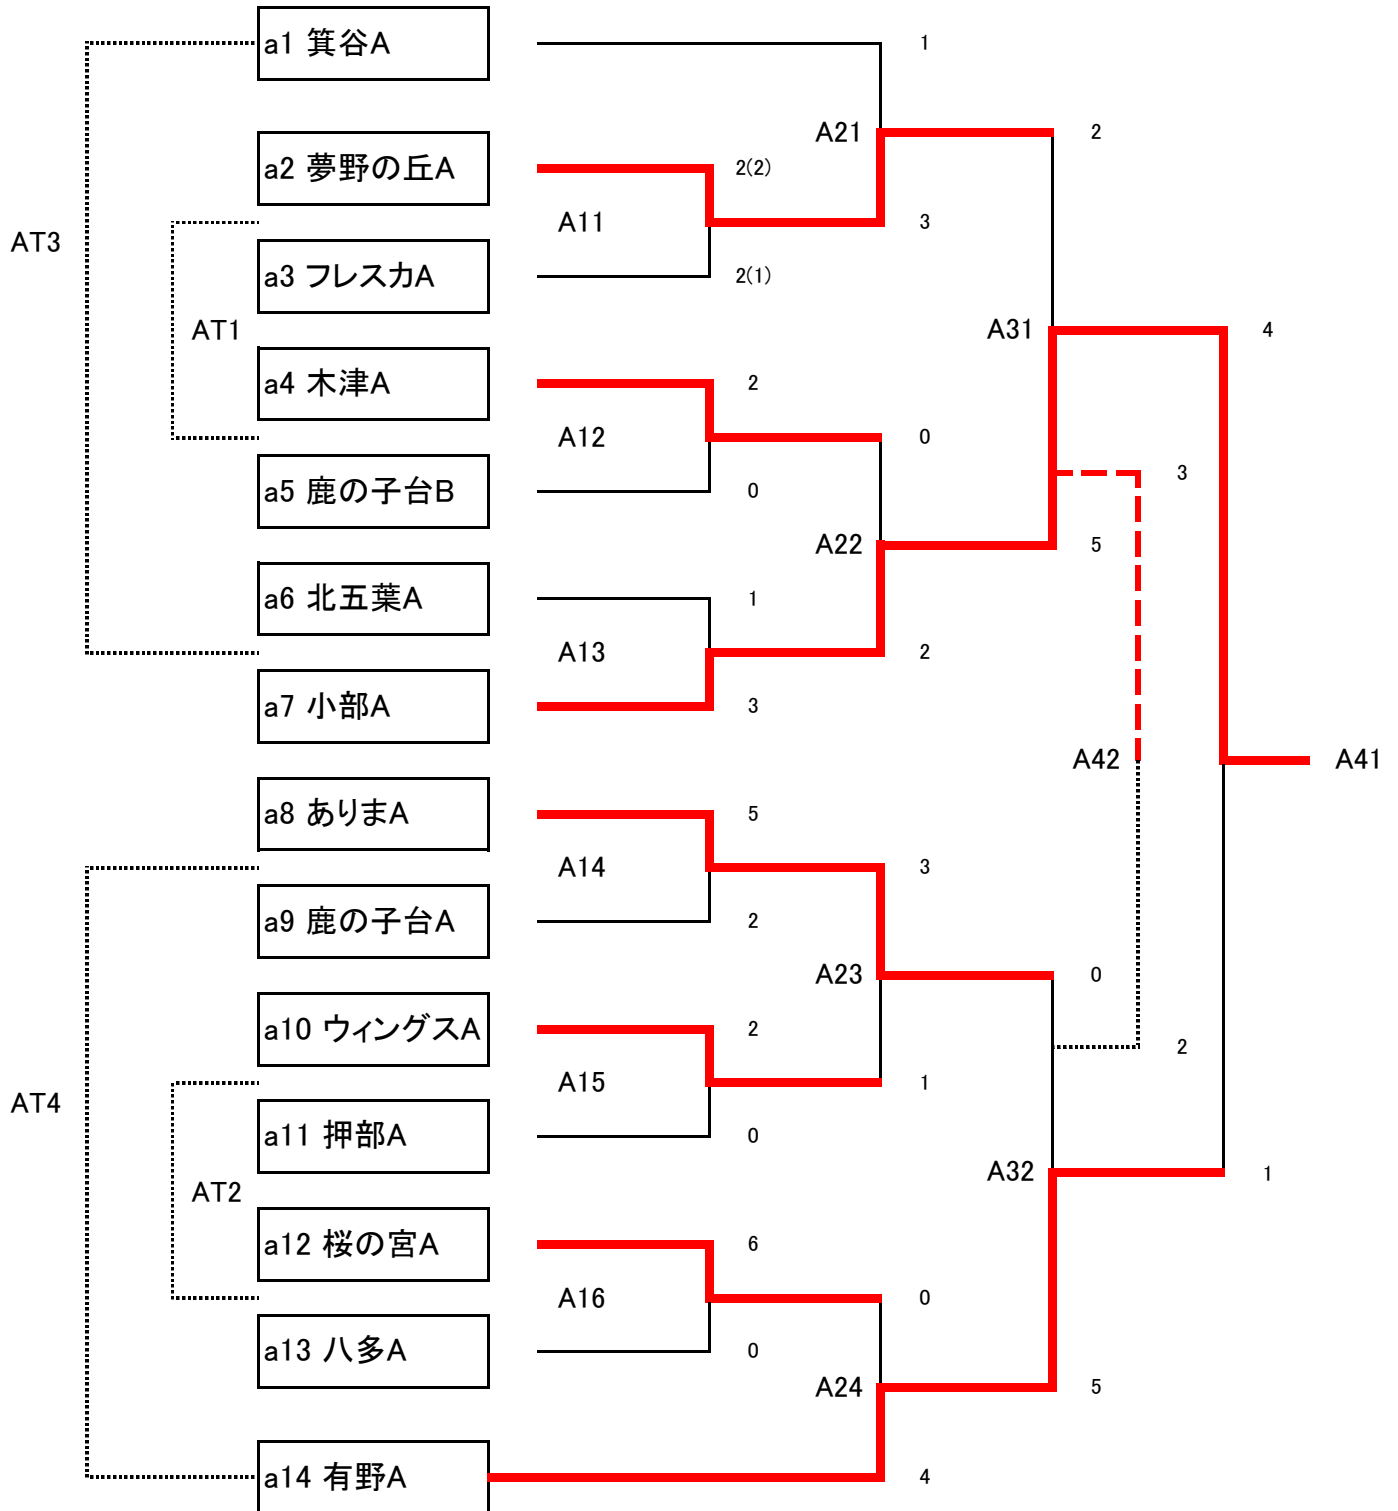 a1 箕谷A
1
A21
2
a2 夢野の丘A
2(2)
A11
3
AT3
a3 フレスカA
2(1)
AT1
A31
4
a4 木津A
2
A12
0
3
a5 鹿の子台B
0
A22
5
a6 北五葉A
1
A13
2
a7 小部A
3
A42
A41
a8 ありまA
5
A14
3
a9 鹿の子台A
2
A23
0
a10 ウィングスA
2
2
A15
1
AT4
a11 押部A
0
A32
1
AT2
a12 桜の宮A
6
A16
0
a13 八多A
0
A24
5
a14 有野A
4